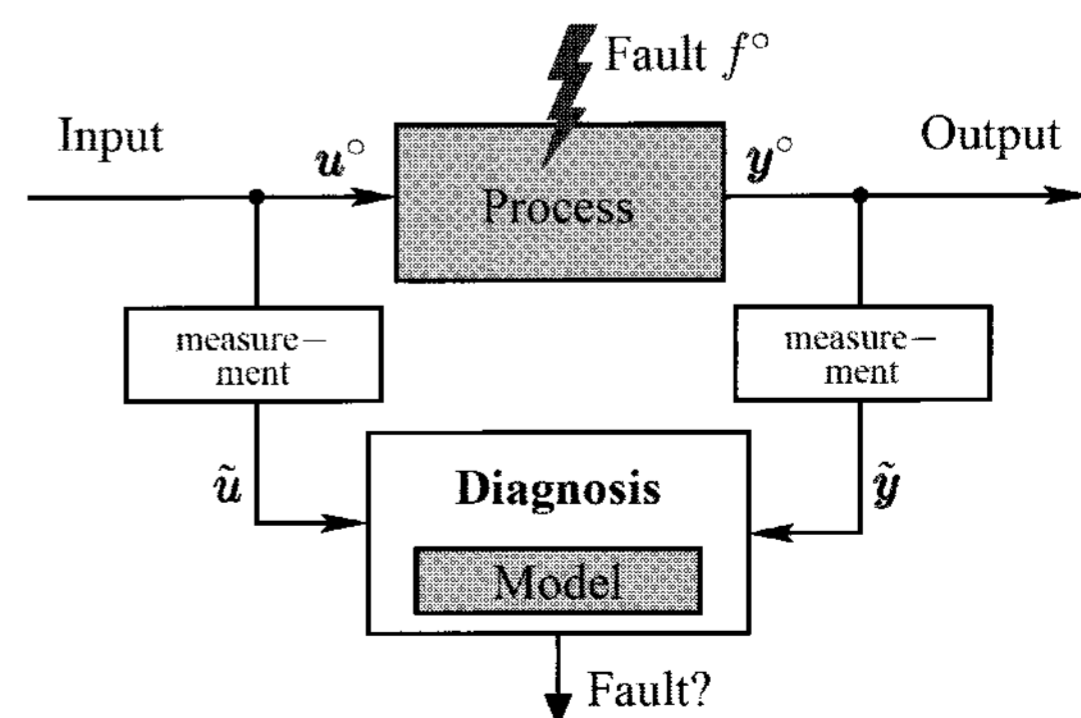 Fault f°
Input
Output
u°
y°
Process
measure–
ment
measure–
ment
ũ
ỹ
Diagnosis
Model
Fault?